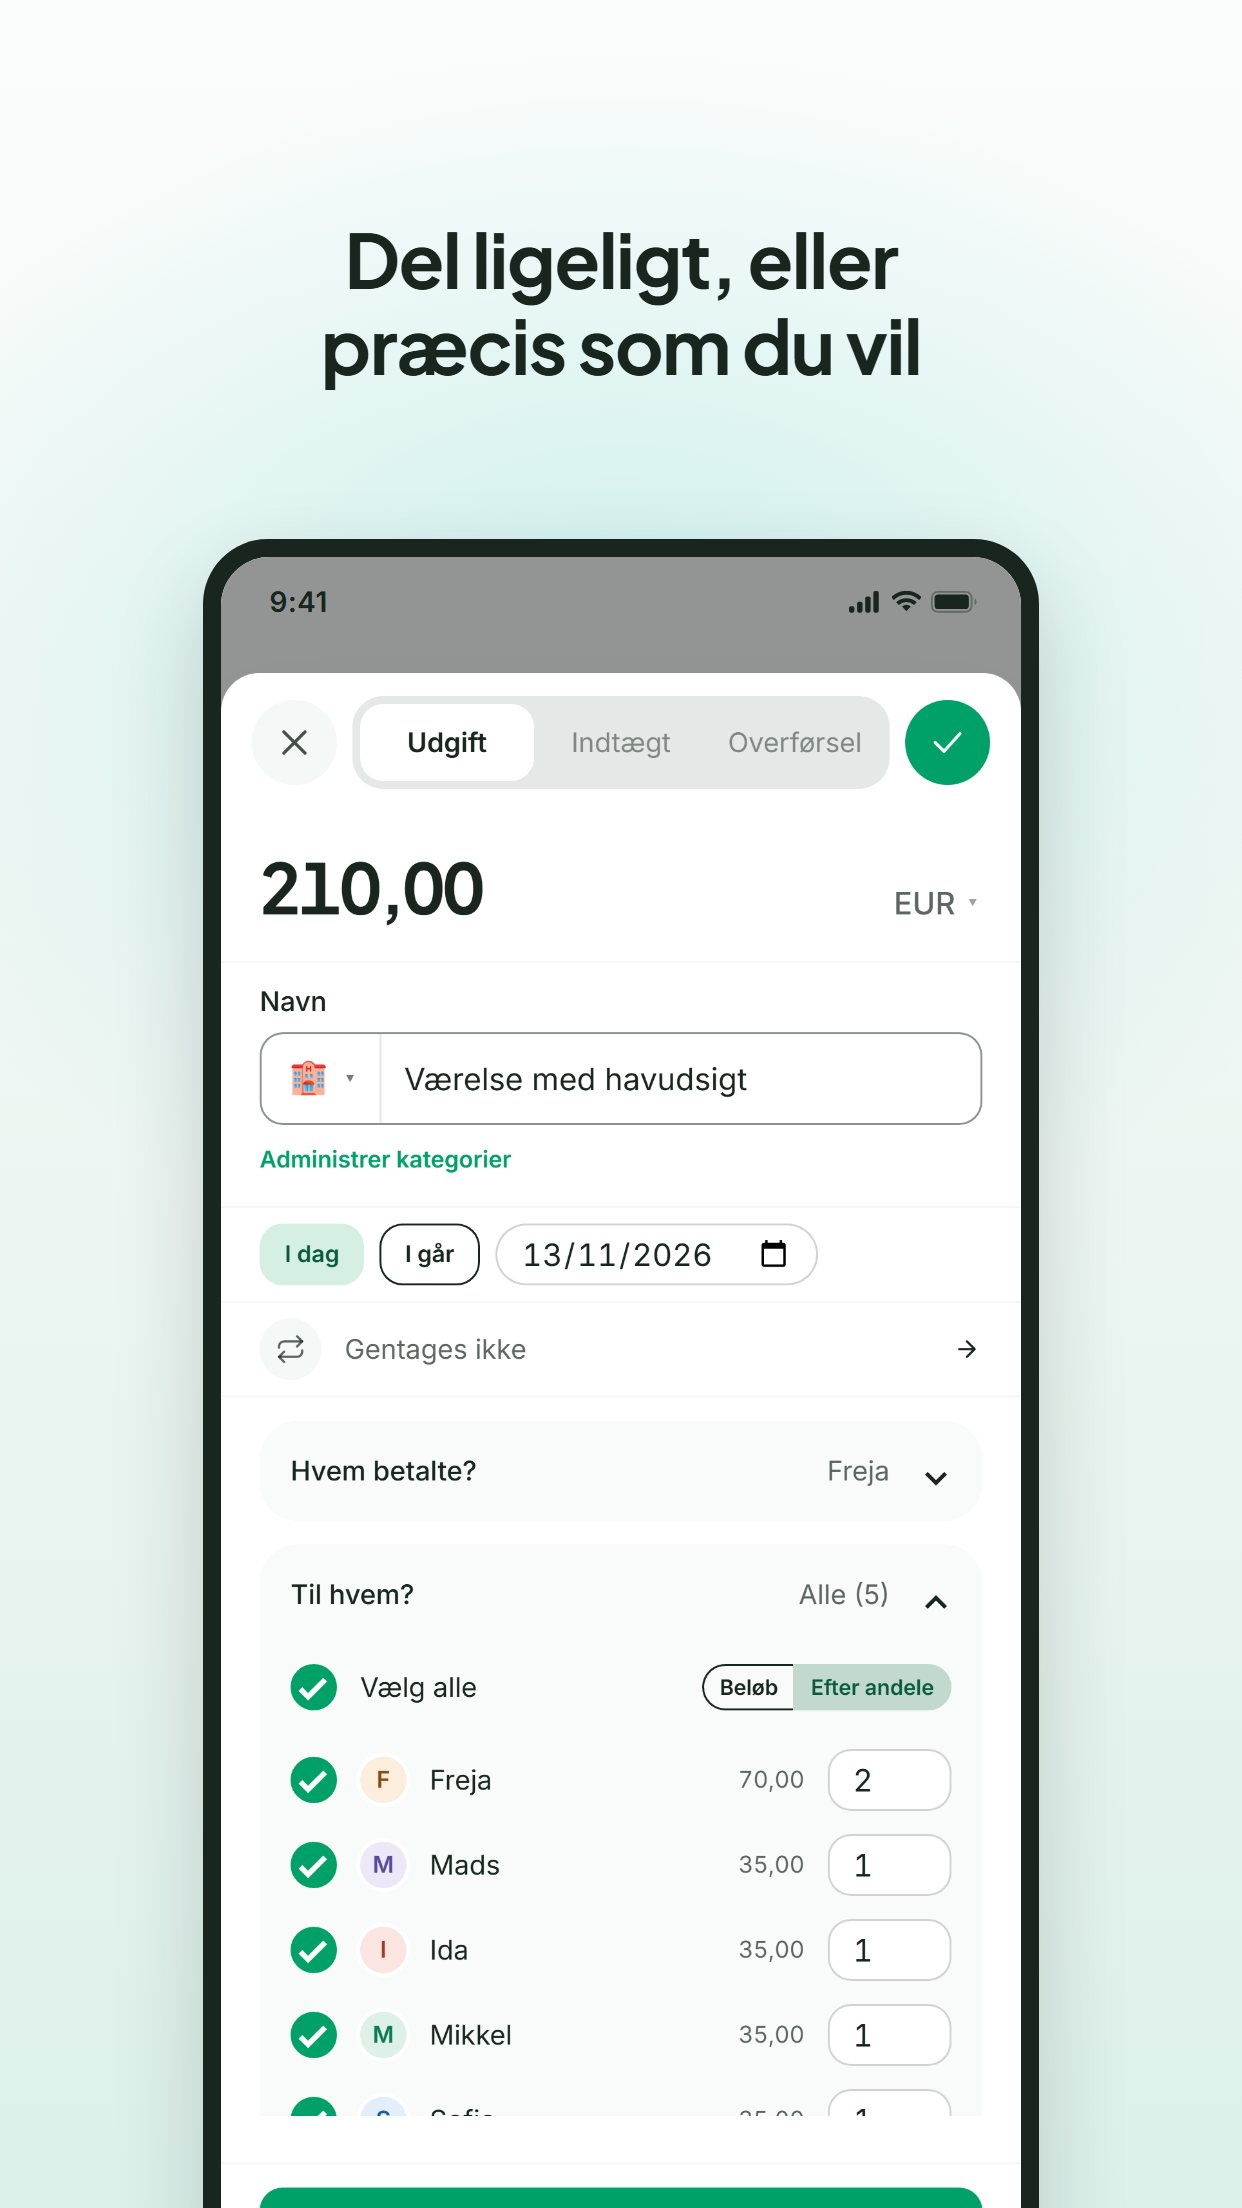 Del ligeligt, eller
præcis som du vil
9:41
Udgift Indtægt Overførsel
210,00 EUR
Navn
Værelse med havudsigt
Administrer kategorier
I dag I går 13/11/2026
Gentages ikke
Hvem betalte? Freja
Til hvem? Alle (5)
Vælg alle Beløb Efter andele
F Freja 70,00 2
M Mads 35,00 1
I Ida 35,00 1
M Mikkel 35,00 1